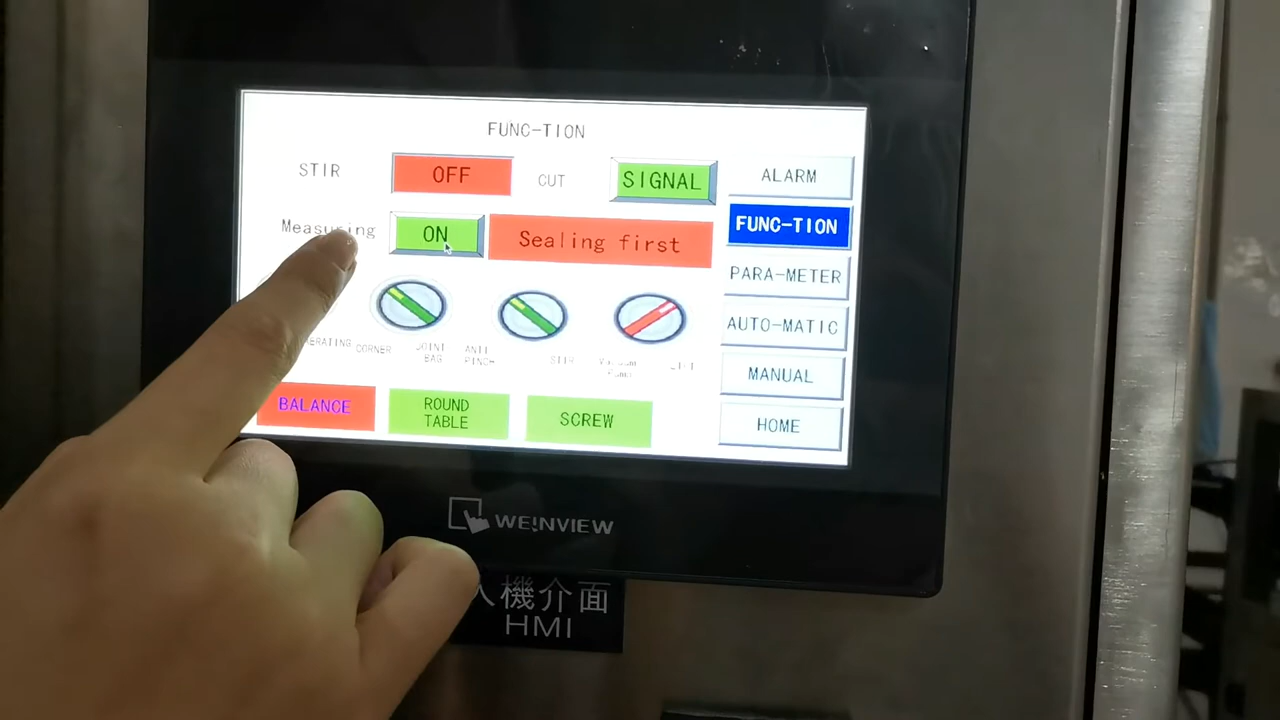 FUNC-TION
STIR
OFF
CUT
SIGNAL
ALARM
Measuring
ON
Sealing first
FUNC-TION
PARA-METER
AUTO-MATIC
CORNER
JOINT
BAG
ANTI
PINCH
STIR
MANUAL
BALANCE
ROUND
TABLE
SCREW
HOME
WEINVIEW
機介面
HMI